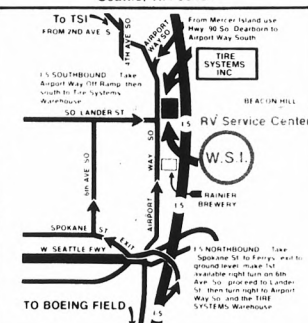 To TSI
FROM 2ND AVE S
4TH AVE SO
AIRPORT
WAY SO
From Mercer Island use
Hwy. 90 So Dearborn to
Airport Way South
TIRE
SYSTEMS
INC
I 5 SOUTHBOUND Take
Airport Way Off Ramp then
south to Tire Systems
Warehouse
BEACON HILL
SO LANDER ST
I 5
RV Service Center
6th AVE SO
AIRPORT WAY SO
W.S.I.
I 5
RAINIER
BREWERY
SPOKANE ST
EXIT
W SEATTLE FWY
I 5 NORTHBOUND Take
Spokane St to Ferrys exit to
ground level make 1st
available right turn on 6th
Ave So proceed to Lander
St then turn right to Airport
Way So and the TIRE
SYSTEMS Warehouse
TO BOEING FIELD
I 5